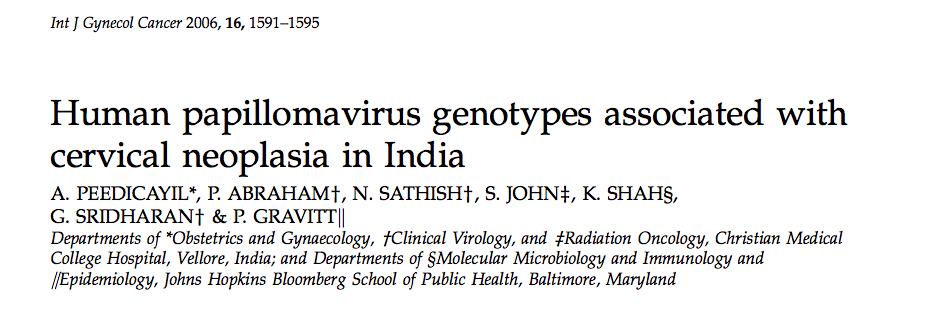 Int J Gynecol Cancer 2006, 16, 1591–1595
Human papillomavirus genotypes associated with
cervical neoplasia in India
A. PEEDICAYIL*, P. ABRAHAM†, N. SATHISH†, S. JOHN‡, K. SHAH§,
G. SRIDHARAN† & P. GRAVITT||
Departments of *Obstetrics and Gynaecology, †Clinical Virology, and ‡Radiation Oncology, Christian Medical
College Hospital, Vellore, India; and Departments of §Molecular Microbiology and Immunology and
||Epidemiology, Johns Hopkins Bloomberg School of Public Health, Baltimore, Maryland